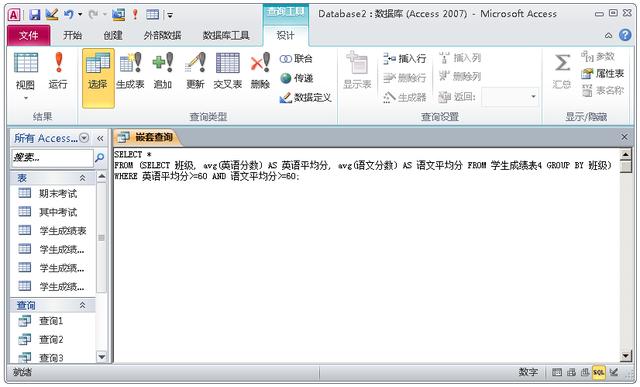 查询工具
Database2 : 数据库 (Access 2007) - Microsoft Access
文件 开始 创建 外部数据 数据库工具 设计
视图 运行 选择 生成表 追加 更新 交叉表 删除
联合
传递
数据定义
显示表
插入行
删除行
生成器
插入列
删除列
返回:
汇总
参数
属性表
表名称
结果 查询类型 查询设置 显示/隐藏
所有 Access...
搜索...
表
期末考试
其中考试
学生成绩表
学生成绩...
学生成绩...
学生成绩...
查询
查询1
查询2
查询3
嵌套查询
SELECT *
FROM (SELECT 班级, avg(英语分数) AS 英语平均分, avg(语文分数) AS 语文平均分 FROM 学生成绩表4 GROUP BY 班级)
WHERE 英语平均分>=60 AND 语文平均分>=60;
就绪 数字 SQL